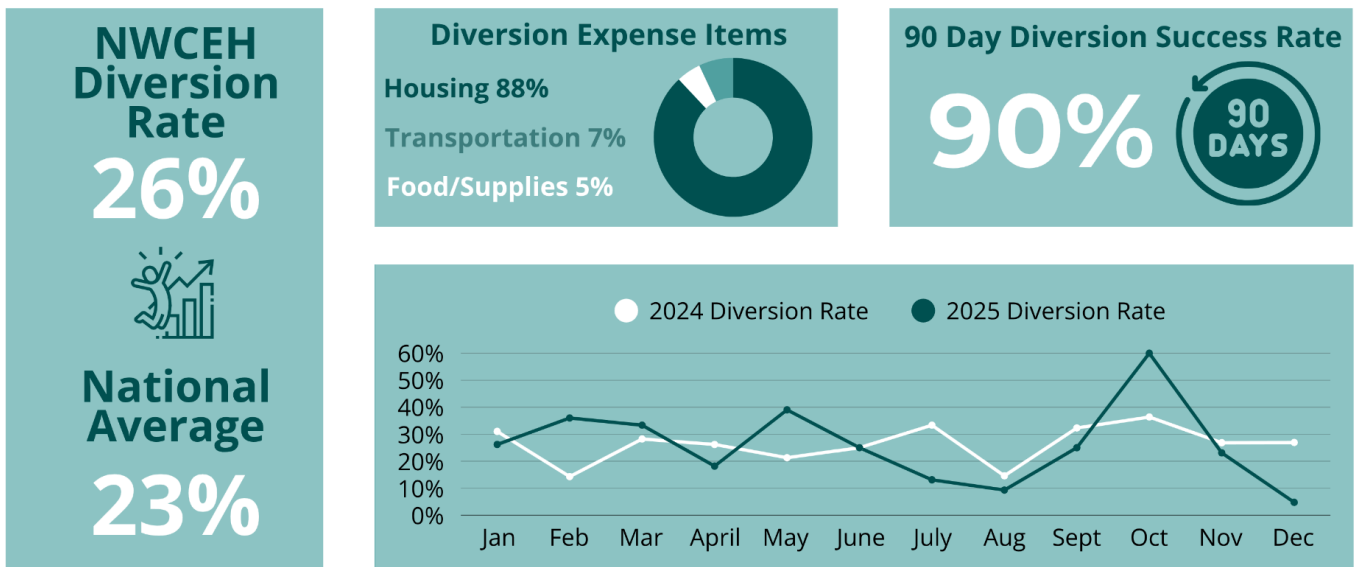 NWCEH
Diversion
Rate
26%
National
Average
23%
Diversion Expense Items
Housing 88%
Transportation 7%
Food/Supplies 5%
90 Day Diversion Success Rate
90%
90
DAYS
2024 Diversion Rate
2025 Diversion Rate
60%
50%
40%
30%
20%
10%
0%
Jan Feb Mar April May June July Aug Sept Oct Nov Dec